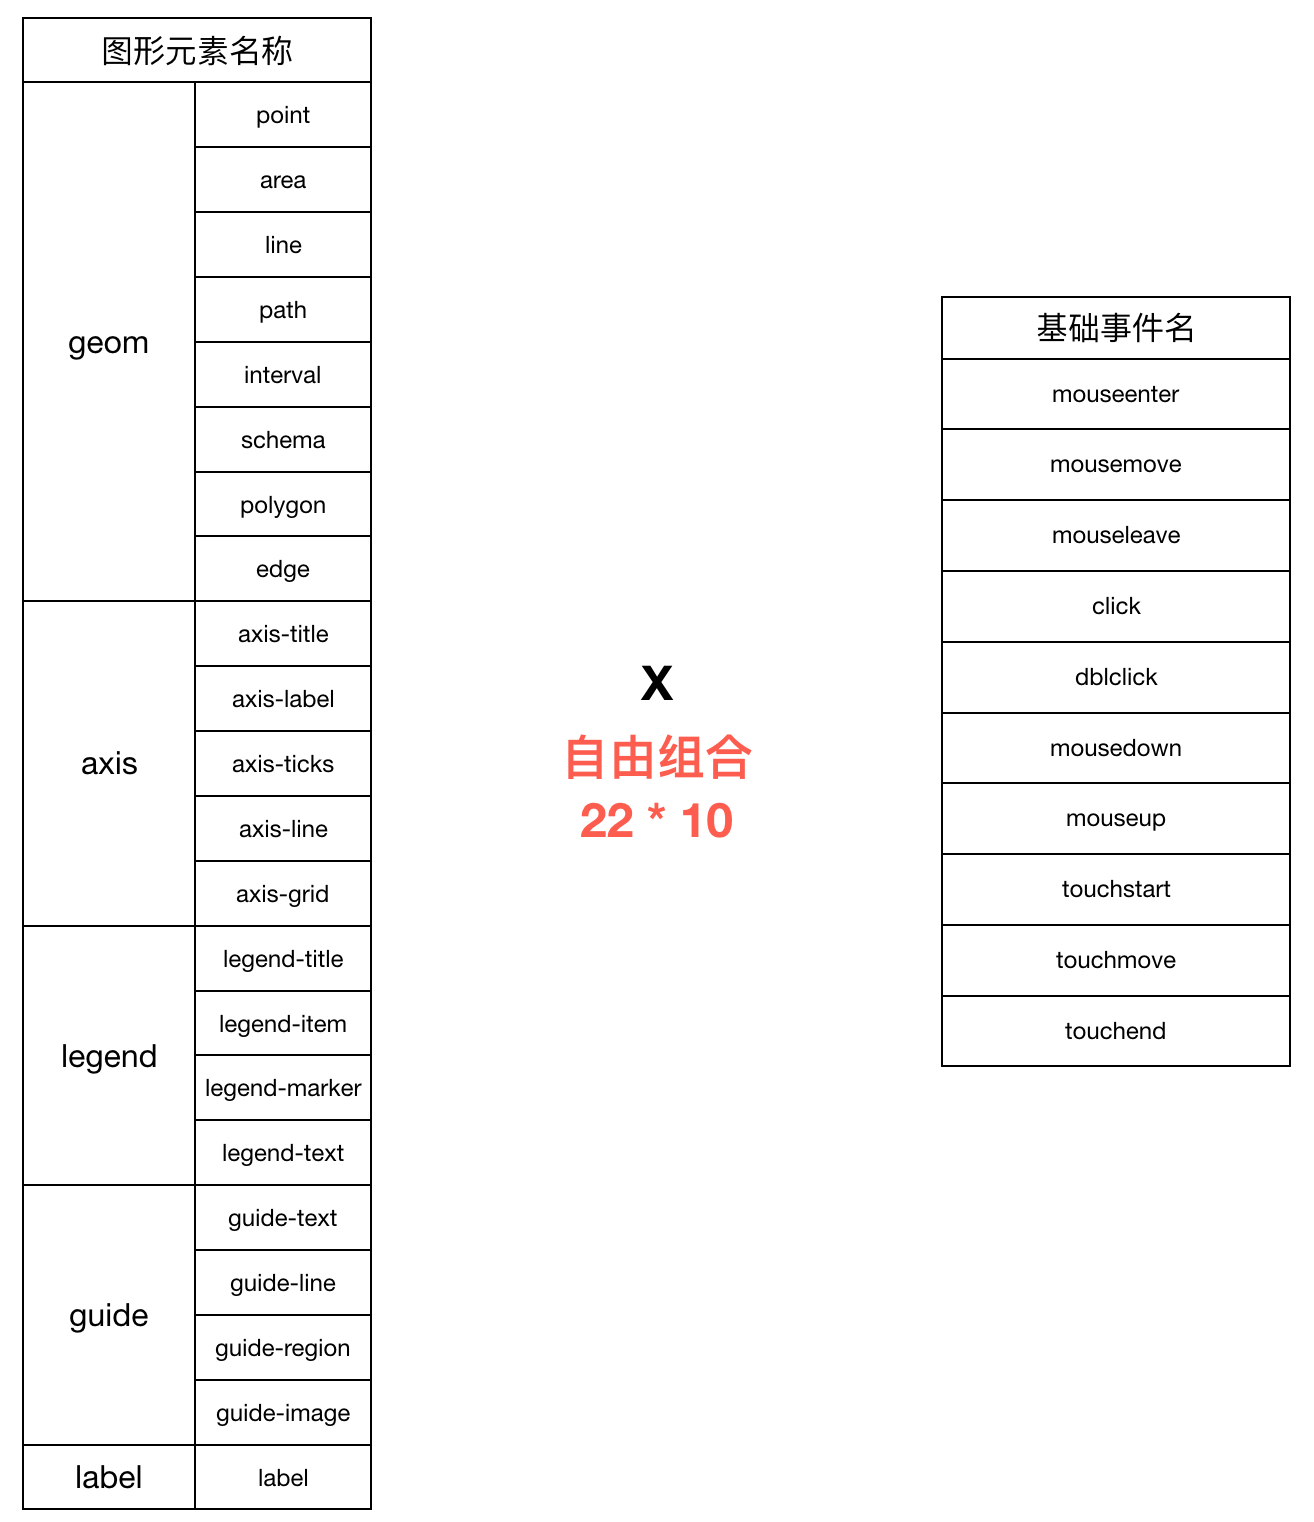 图形元素名称
geom
point
area
line
path
interval
schema
polygon
edge
axis
axis-title
axis-label
axis-ticks
axis-line
axis-grid
legend
legend-title
legend-item
legend-marker
legend-text
guide
guide-text
guide-line
guide-region
guide-image
label
label
X
自由组合
22 * 10
基础事件名
mouseenter
mousemove
mouseleave
click
dblclick
mousedown
mouseup
touchstart
touchmove
touchend